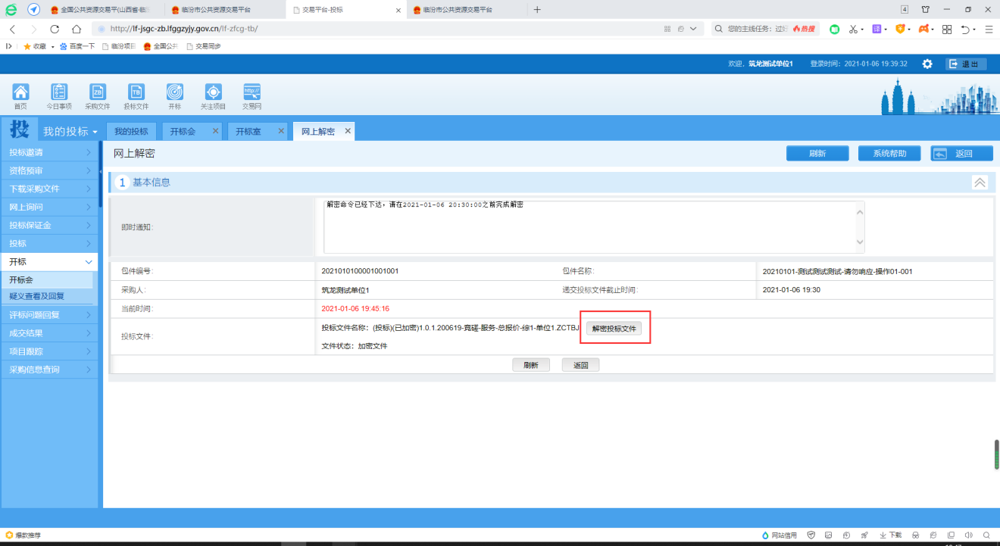 全国公共资源交易平(山西省·临
临汾市公共资源交易平台
交易平台-投标
临汾市公共资源交易平台
4
http://lf-jsgc-zb.lfggzyjy.gov.cn/lf-zfcg-tb/
您的主线任务：过
热搜
收藏
百度一下
临汾项目
全国公共
交易同步
欢迎, 筑龙测试单位1
登录时间：2021-01-06 19:39:32
退 出
首页
今日事项
采购文件
投标文件
开标
关注项目
交易网
投
我的投标
我的投标
开标会
开标室
网上解密
投标邀请
资格预审
下载采购文件
网上询问
投标保证金
投标
开标
开标会
疑义查看及回复
评标问题回复
成交结果
项目跟踪
采购信息查询
网上解密
刷新
系统帮助
返回
1 基本信息
即时通知:
解密命令已经下达，请在2021-01-06 20:30:00之前完成解密
包件编号:
2021010100001001001
包件名称:
20210101-测试测试测试-请勿响应-操作01-001
采购人:
筑龙测试单位1
递交投标文件截止时间:
2021-01-06 19:30
当前时间:
2021-01-06 19:45:16
投标文件:
投标文件名称：(投标)(已加密)1.0.1.200619-竞磋-服务-总报价-综1-单位1.ZCTBJ
解密投标文件
文件状态：加密文件
刷新
返回
爆款推荐
网站信用
下载